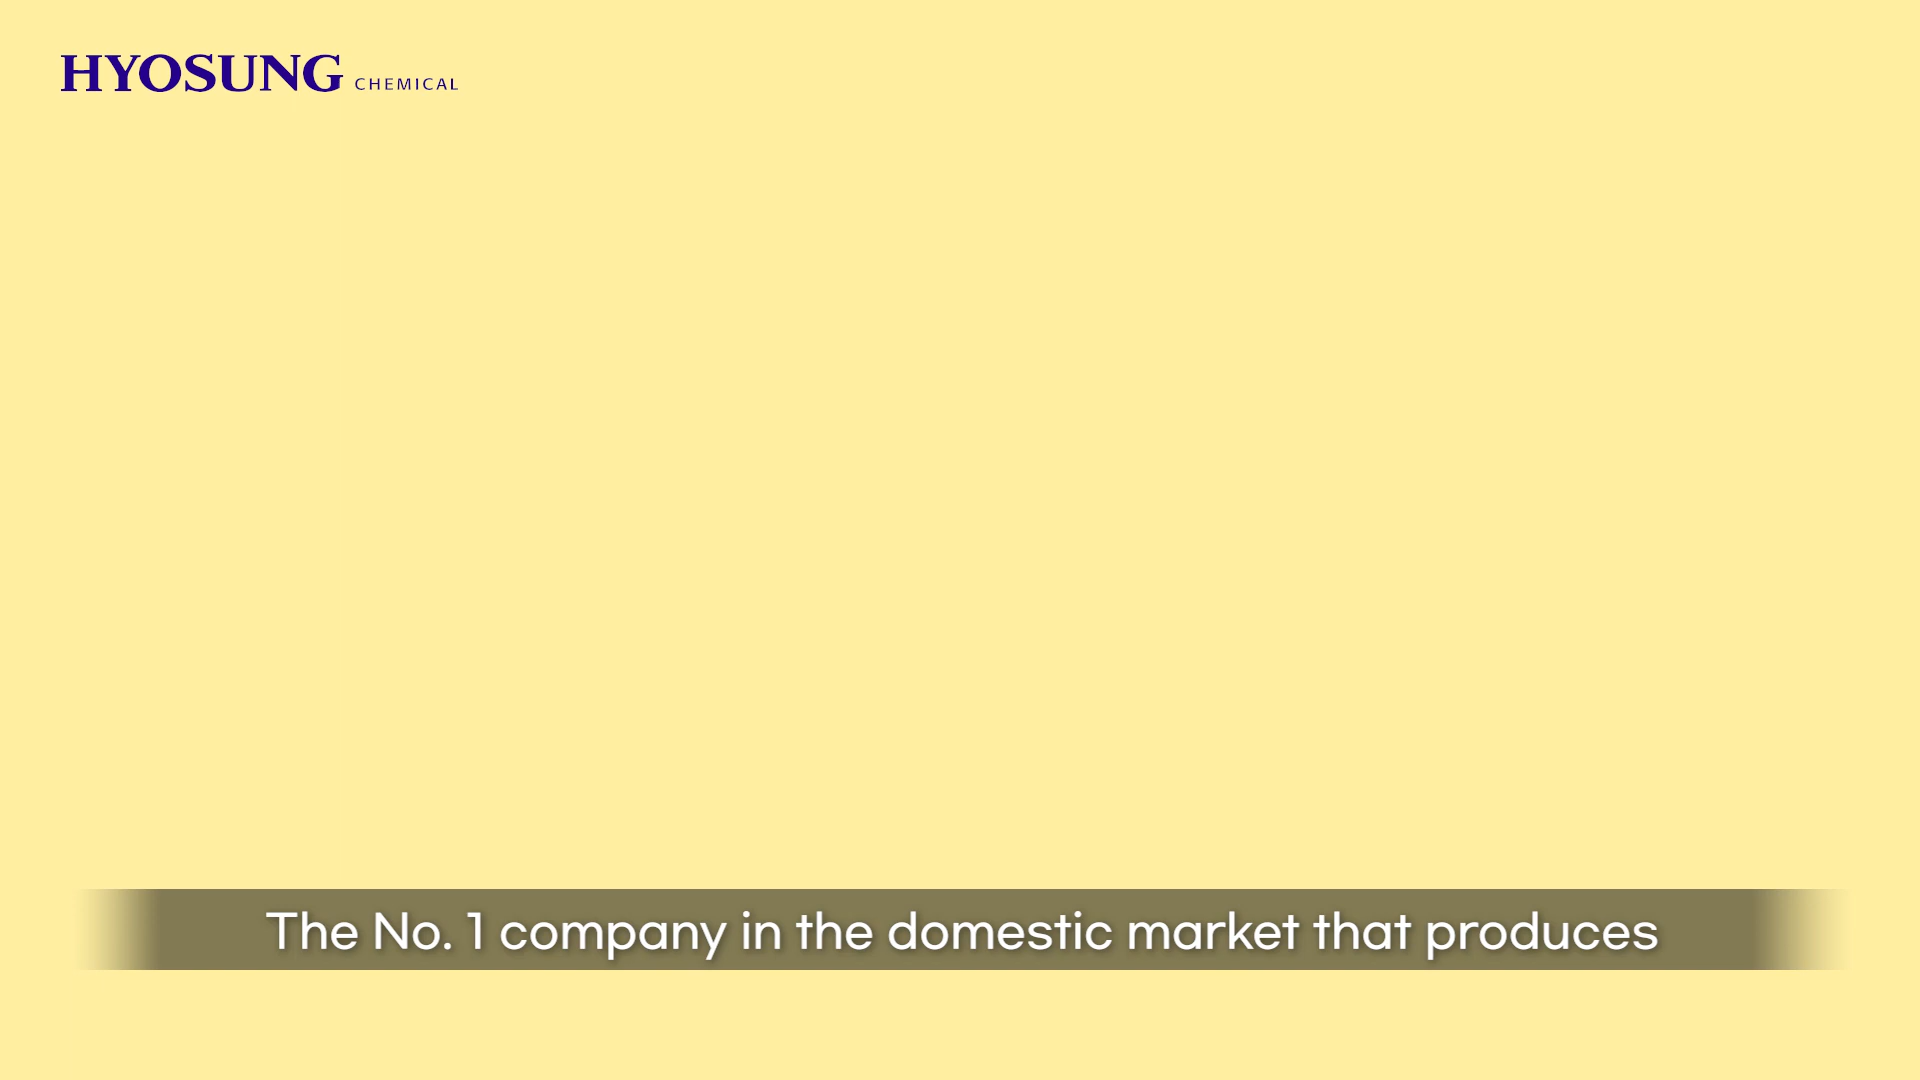 HYOSUNG CHEMICAL
The No. 1 company in the domestic market that produces